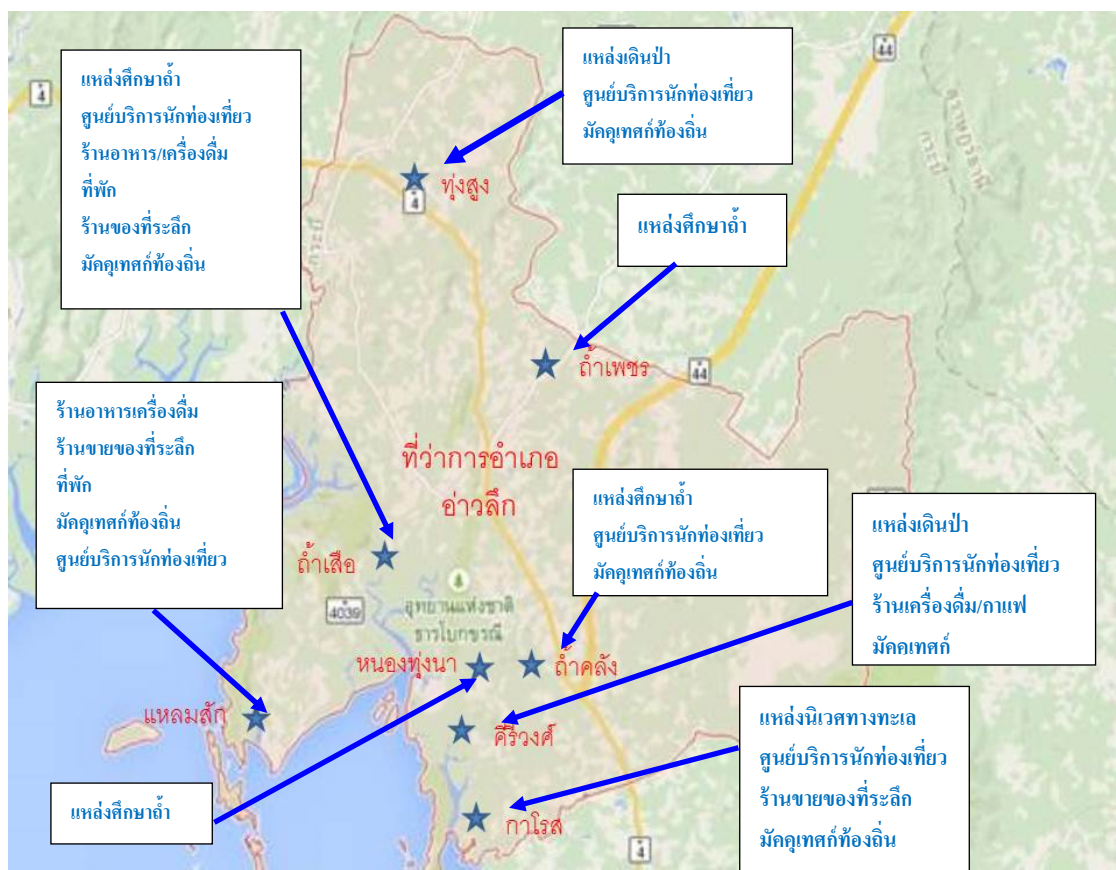 แหล่งศึกษาถ้ำ
ศูนย์บริการนักท่องเที่ยว
ร้านอาหาร/เครื่องดื่ม
ที่พัก
ร้านของที่ระลึก
มัคคุเทศก์ท้องถิ่น
แหล่งเดินป่า
ศูนย์บริการนักท่องเที่ยว
มัคคุเทศก์ท้องถิ่น
44
4
4
ทุ่งสูง
กระบี่
สุราษฎร์ธานี
กระบี่
แหล่งศึกษาถ้ำ
ถ้ำเพชร
44
ร้านอาหารเครื่องดื่ม
ร้านขายของที่ระลึก
ที่พัก
มัคคุเทศก์ท้องถิ่น
ศูนย์บริการนักท่องเที่ยว
ที่ว่าการอำเภอ
อ่าวลึก
แหล่งศึกษาถ้ำ
ศูนย์บริการนักท่องเที่ยว
มัคคุเทศก์ท้องถิ่น
แหล่งเดินป่า
ศูนย์บริการนักท่องเที่ยว
ร้านเครื่องดื่ม/กาแฟ
มัคคุเทศก์
ถ้ำเสือ
4039
อุทยานแห่งชาติ
ธารโบกขรณี
หนองทุ่งนา
ถ้ำคลัง
แหลมสัก
คีรีวงศ์
แหล่งนิเวศทางทะเล
ศูนย์บริการนักท่องเที่ยว
ร้านขายของที่ระลึก
มัคคุเทศก์ท้องถิ่น
แหล่งศึกษาถ้ำ
กาโรส
4